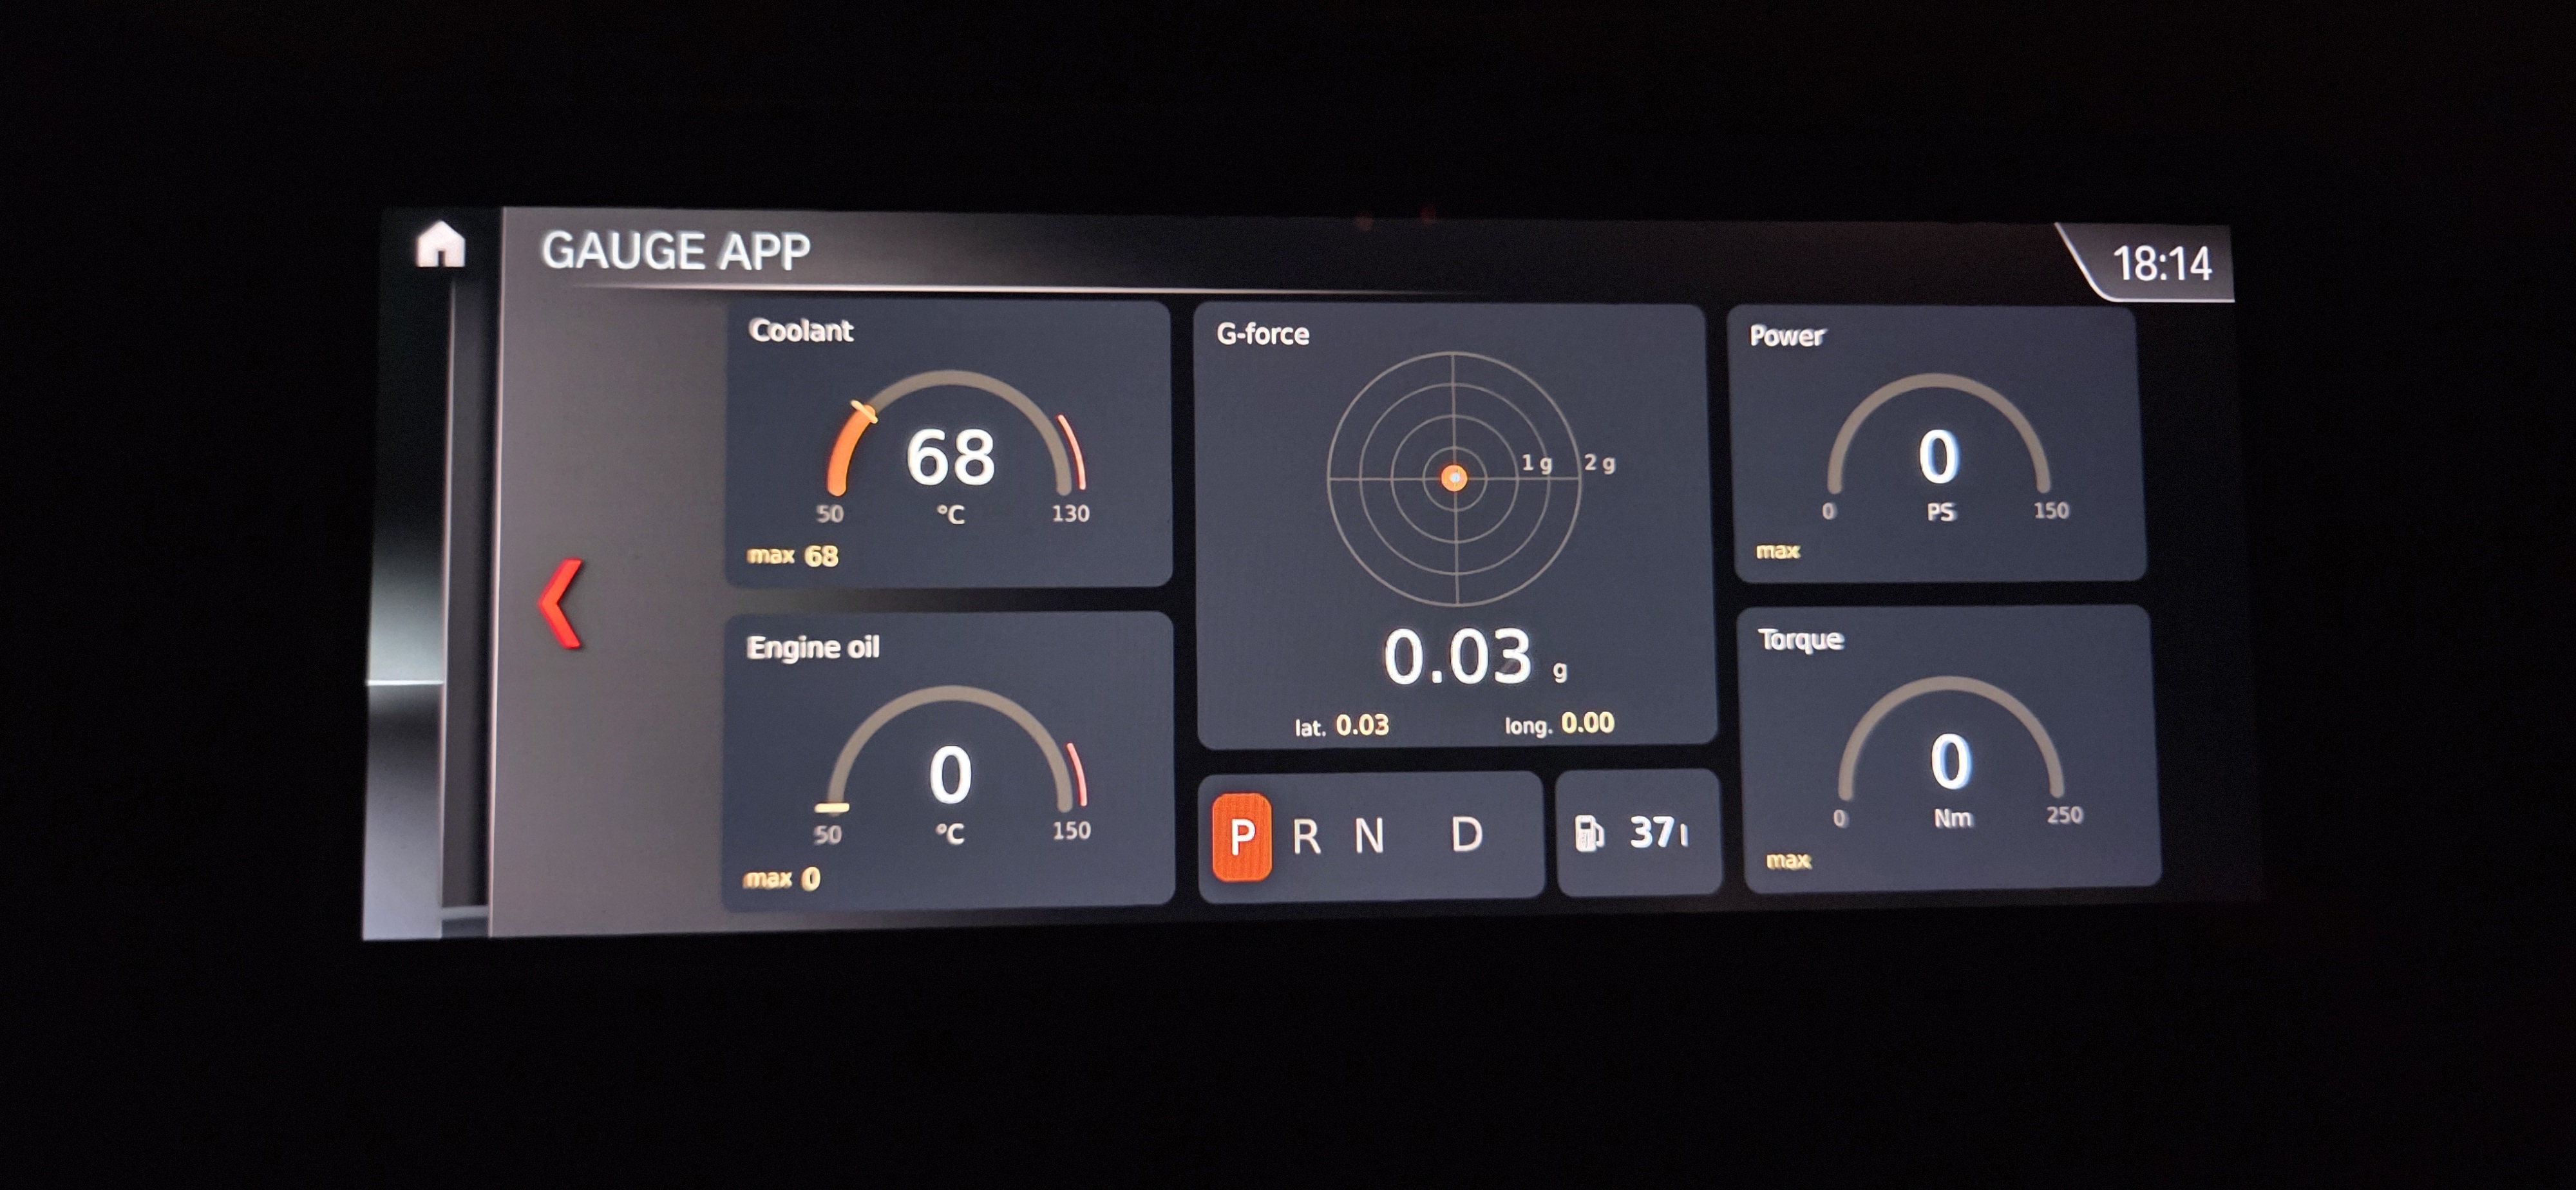 GAUGE APP
18:14
Coolant
68
50 °C 130
max 68
Engine oil
0
50 °C 150
max 0
G-force
1 g 2 g
0.03 g
lat. 0.03 long. 0.00
P R N D
37 l
Power
0
0 PS 150
max
Torque
0
0 Nm 250
max